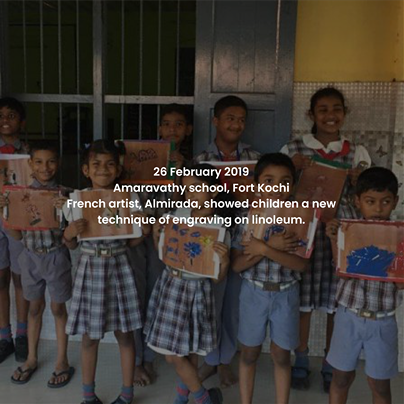 26 February 2019
Amaravathy school, Fort Kochi
French artist, Almirada, showed children a new
technique of engraving on linoleum.